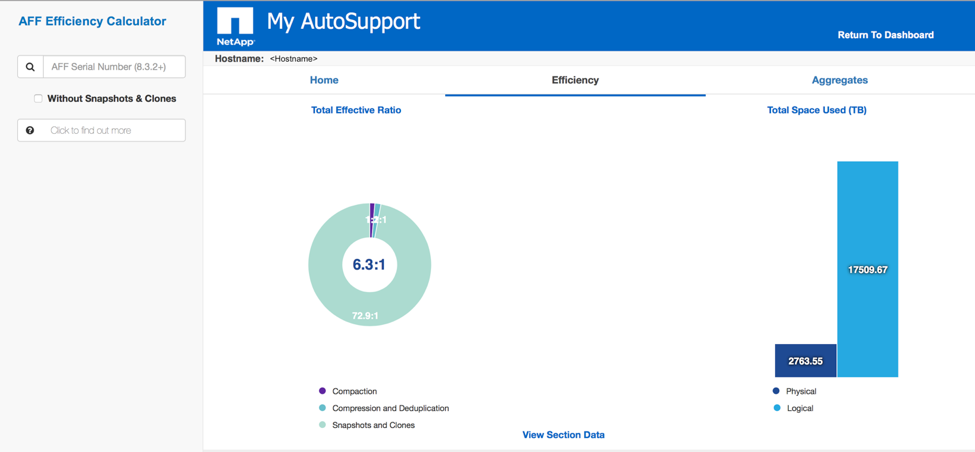 AFF Efficiency Calculator
AFF Serial Number (8.3.2+)
Without Snapshots & Clones
Click to find out more
NetApp
My AutoSupport
Return To Dashboard
Hostname: <Hostname>
Home
Efficiency
Aggregates
Total Effective Ratio
Total Space Used (TB)
6.3:1
72.9:1
17509.67
2763.55
Compaction
Compression and Deduplication
Snapshots and Clones
Physical
Logical
View Section Data